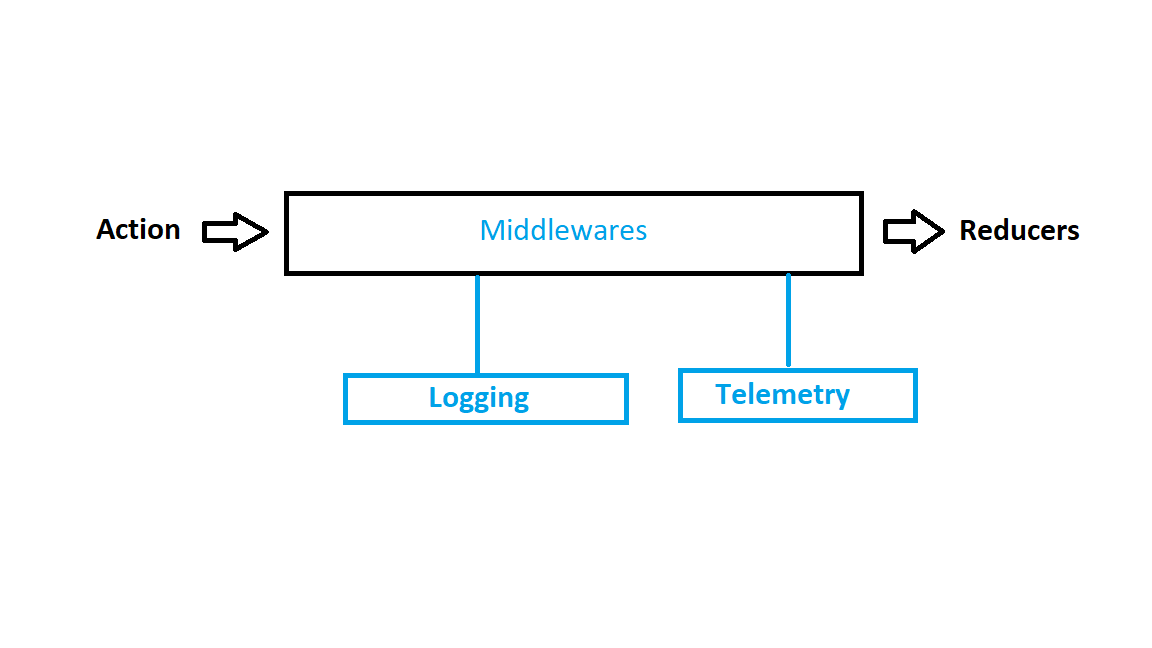 Action
Middlewares
Reducers
Logging
Telemetry